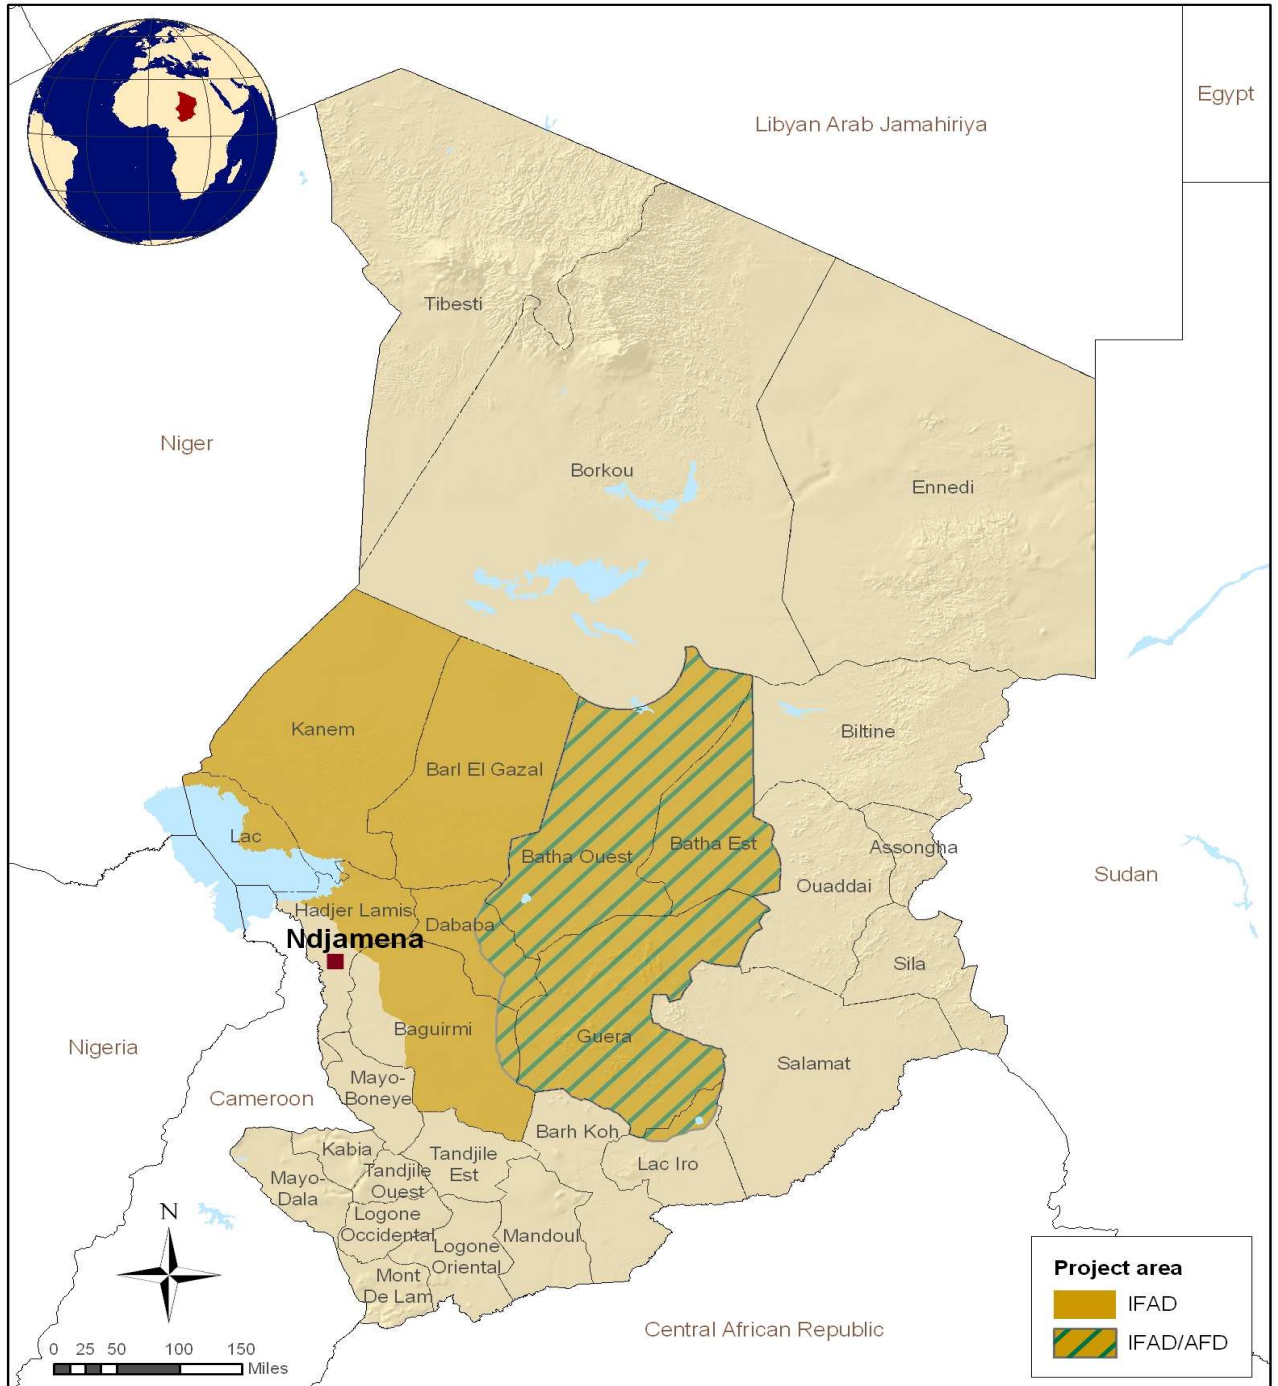 Egypt
Libyan Arab Jamahiriya
Tibesti
Niger
Borkou
Ennedi
Kanem
Biltine
Barl El Gazal
Lac
Batha Ouest
Batha Est
Assongha
Ouaddai
Sudan
Hadjer Lamis
Dababa
Ndjamena
Sila
Baguirmi
Guera
Nigeria
Salamat
Mayo-
Boneye
Cameroon
Barh Koh
Kabia
Tandjile
Est
Lac Iro
Mayo-
Dala
Tandjile
Ouest
N
Logone
Occidental
Mandoul
Logone
Oriental
Mont
De Lam
Central African Republic
0 25 50 100 150
Miles
Project area
IFAD
IFAD/AFD